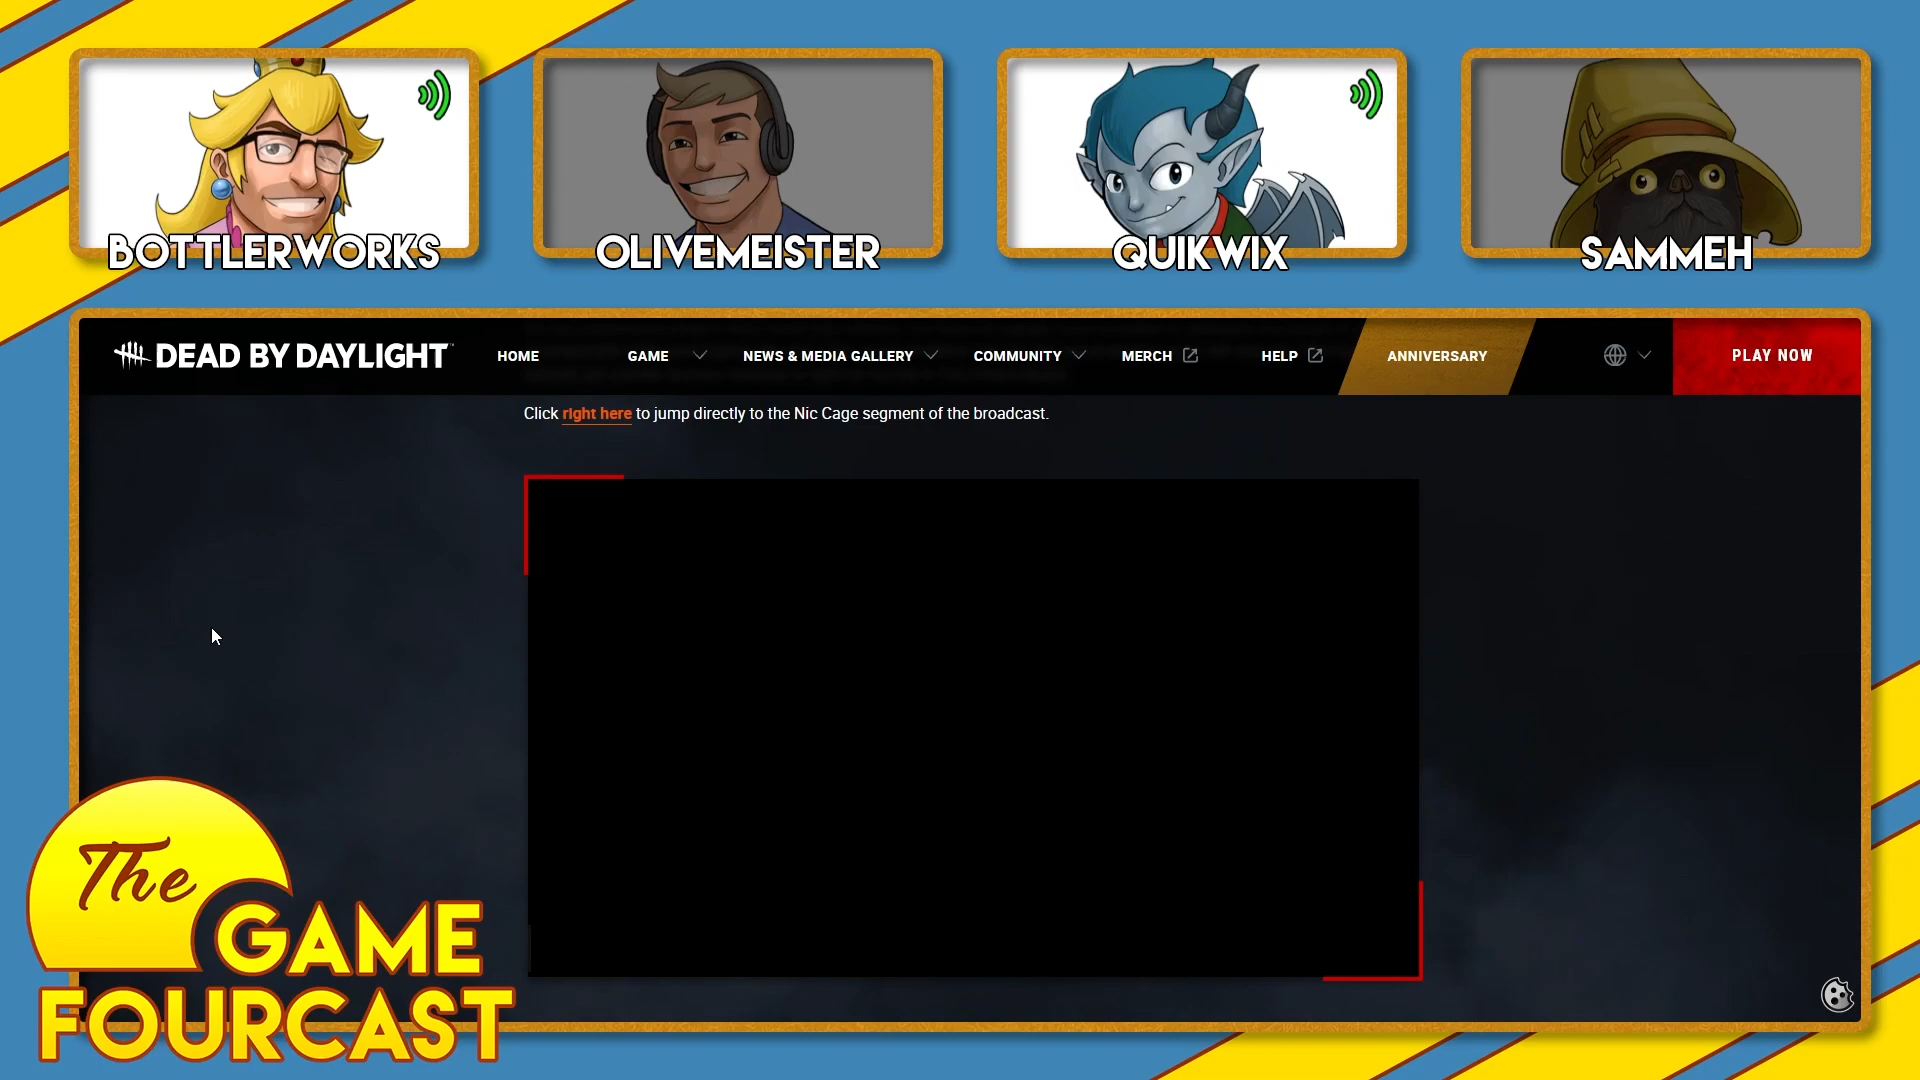 BOTTLERWORKS
OLIVEMEISTER
QUIKWIX
SAMMEH
DEAD BY DAYLIGHT™
HOME
GAME
NEWS & MEDIA GALLERY
COMMUNITY
MERCH
HELP
ANNIVERSARY
PLAY NOW
Click right here to jump directly to the Nic Cage segment of the broadcast.
The
GAME
FOURCAST